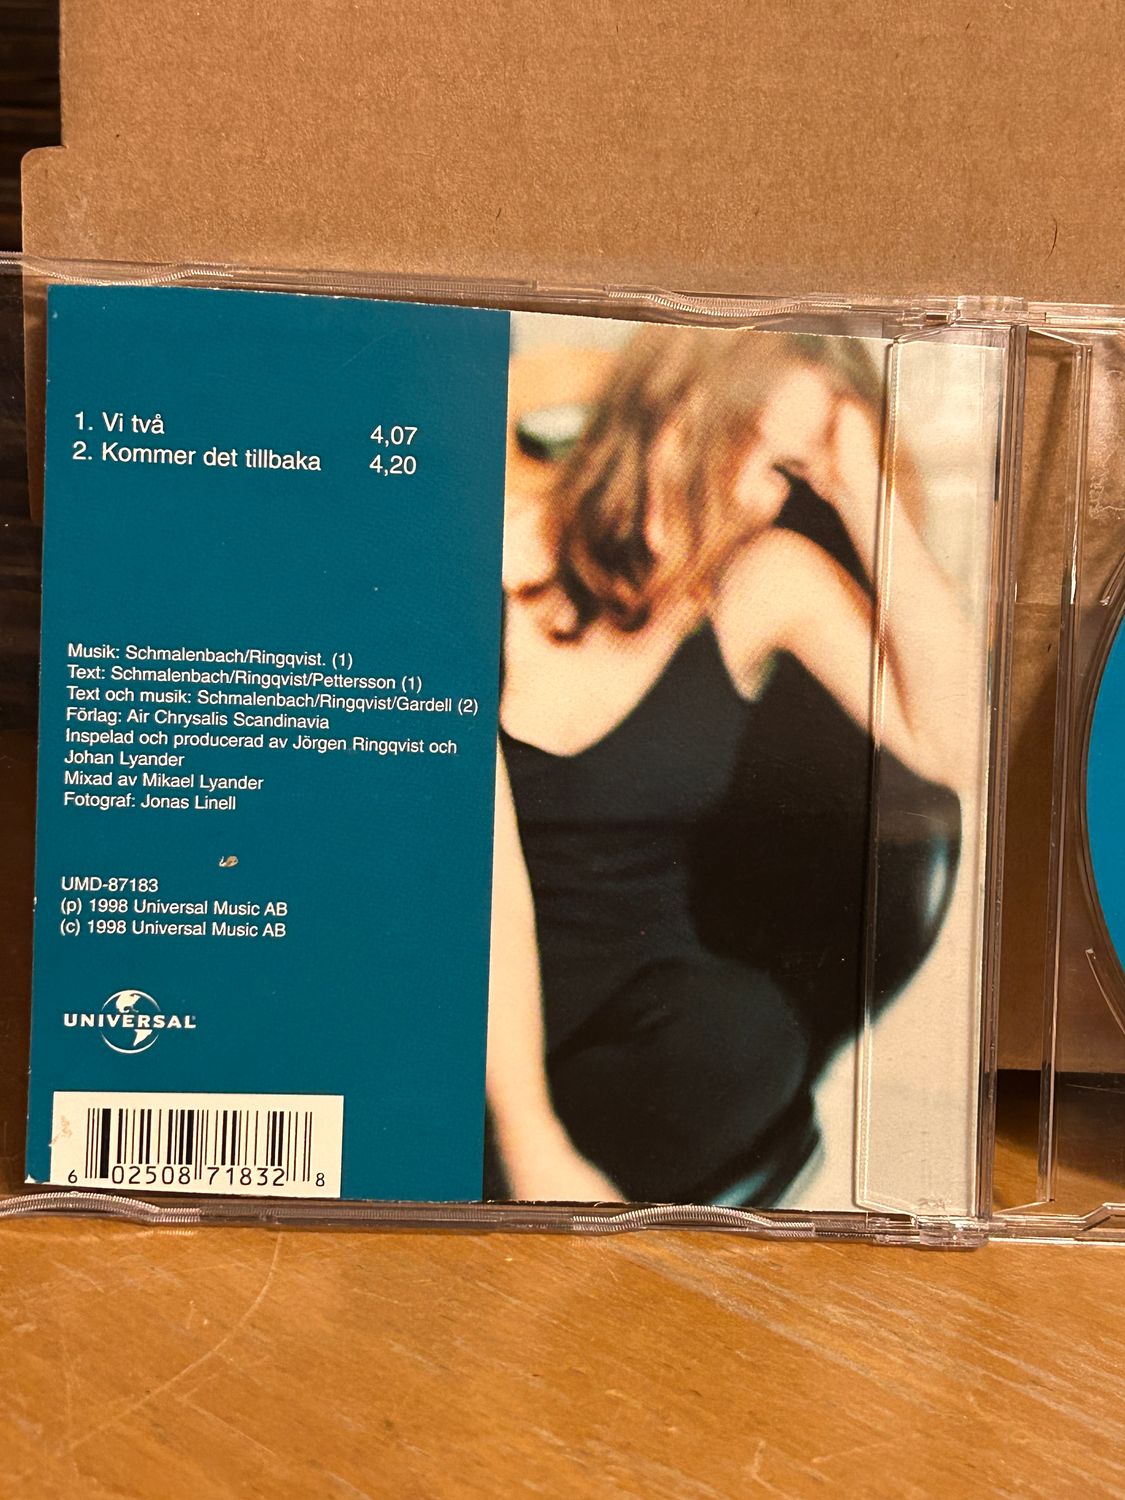 1. Vi två 4,07
2. Kommer det tillbaka 4,20
Musik: Schmalenbach/Ringqvist. (1)
Text: Schmalenbach/Ringqvist/Pettersson (1)
Text och musik: Schmalenbach/Ringqvist/Gardell (2)
Förlag: Air Chrysalis Scandinavia
Inspelad och producerad av Jörgen Ringqvist och
Johan Lyander
Mixad av Mikael Lyander
Fotograf: Jonas Linell
UMD-87183
(p) 1998 Universal Music AB
(c) 1998 Universal Music AB
UNIVERSAL
6 02508 71832 8